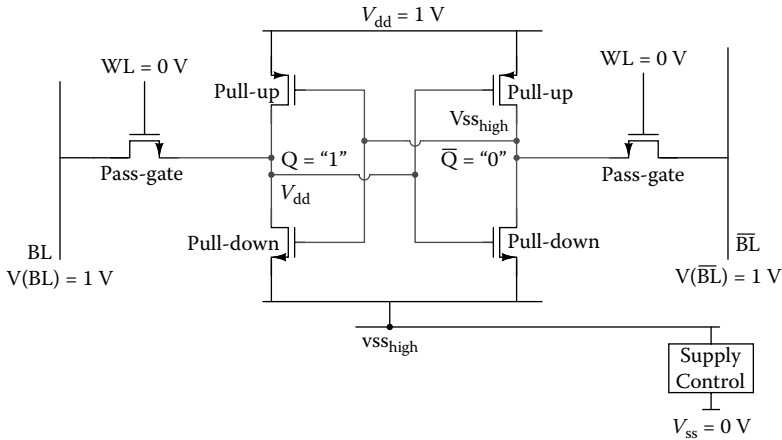 V_dd = 1 V
WL = 0 V
WL = 0 V
Pull-up
Pull-up
Vss_high
Q = “1”
Q̅ = “0”
Pass-gate
Pass-gate
V_dd
Pull-down
Pull-down
BL
V(BL) = 1 V
B̅L̅
V(B̅L̅) = 1 V
vss_high
Supply
Control
V_ss = 0 V